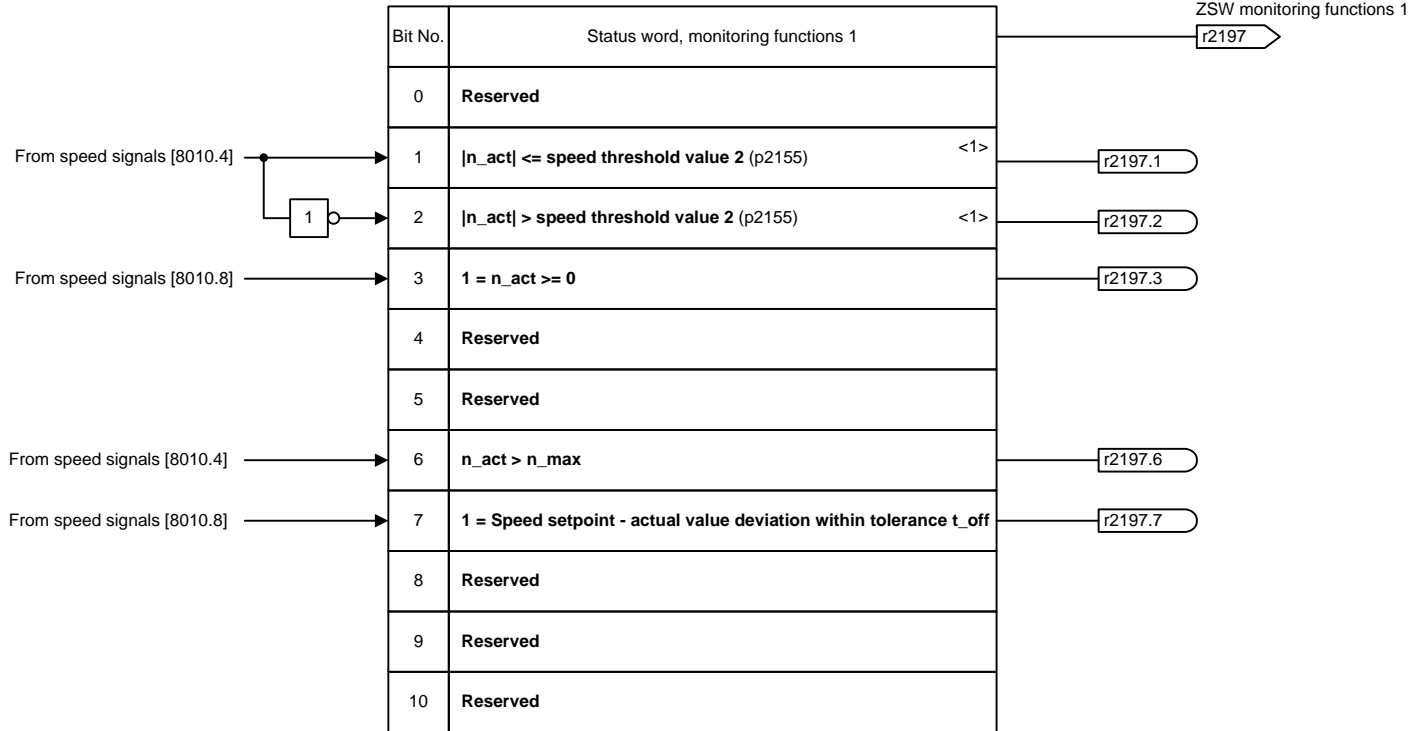 ZSW monitoring functions 1
Bit No. Status word, monitoring functions 1 r2197
0 Reserved
From speed signals [8010.4] 1 |n_act| <= speed threshold value 2 (p2155) <1> r2197.1
1 2 |n_act| > speed threshold value 2 (p2155) <1> r2197.2
From speed signals [8010.8] 3 1 = n_act >= 0 r2197.3
4 Reserved
5 Reserved
From speed signals [8010.4] 6 n_act > n_max r2197.6
From speed signals [8010.8] 7 1 = Speed setpoint - actual value deviation within tolerance t_off r2197.7
8 Reserved
9 Reserved
10 Reserved